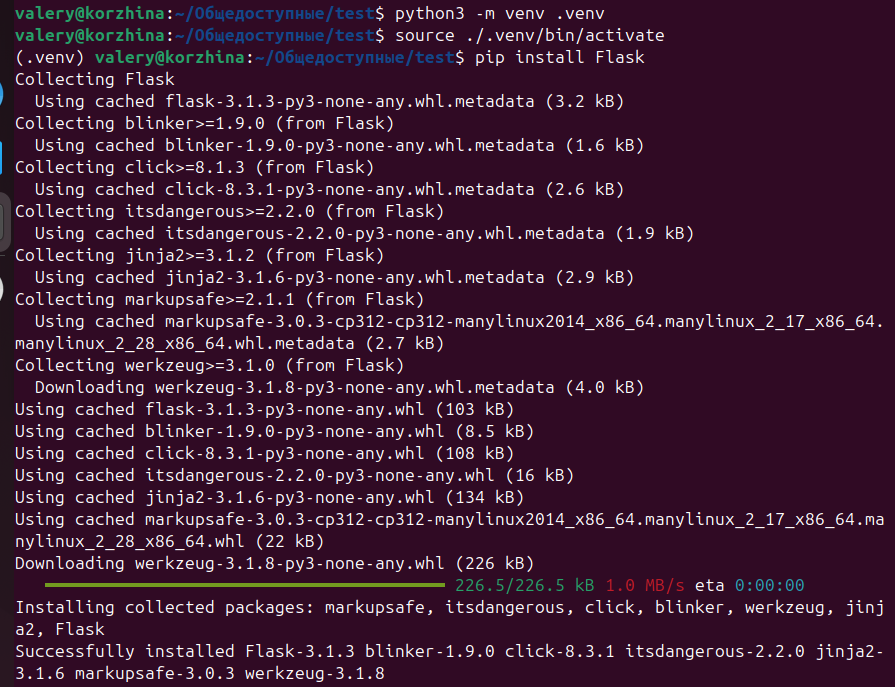 valery@korzhina:~/Общедоступные/test$ python3 -m venv .venv
valery@korzhina:~/Общедоступные/test$ source ./.venv/bin/activate
(.venv) valery@korzhina:~/Общедоступные/test$ pip install Flask
Collecting Flask
  Using cached flask-3.1.3-py3-none-any.whl.metadata (3.2 kB)
Collecting blinker>=1.9.0 (from Flask)
  Using cached blinker-1.9.0-py3-none-any.whl.metadata (1.6 kB)
Collecting click>=8.1.3 (from Flask)
  Using cached click-8.3.1-py3-none-any.whl.metadata (2.6 kB)
Collecting itsdangerous>=2.2.0 (from Flask)
  Using cached itsdangerous-2.2.0-py3-none-any.whl.metadata (1.9 kB)
Collecting jinja2>=3.1.2 (from Flask)
  Using cached jinja2-3.1.6-py3-none-any.whl.metadata (2.9 kB)
Collecting markupsafe>=2.1.1 (from Flask)
  Using cached markupsafe-3.0.3-cp312-cp312-manylinux2014_x86_64.manylinux_2_17_x86_64.
manylinux_2_28_x86_64.whl.metadata (2.7 kB)
Collecting werkzeug>=3.1.0 (from Flask)
  Downloading werkzeug-3.1.8-py3-none-any.whl.metadata (4.0 kB)
Using cached flask-3.1.3-py3-none-any.whl (103 kB)
Using cached blinker-1.9.0-py3-none-any.whl (8.5 kB)
Using cached click-8.3.1-py3-none-any.whl (108 kB)
Using cached itsdangerous-2.2.0-py3-none-any.whl (16 kB)
Using cached jinja2-3.1.6-py3-none-any.whl (134 kB)
Using cached markupsafe-3.0.3-cp312-cp312-manylinux2014_x86_64.manylinux_2_17_x86_64.ma
nylinux_2_28_x86_64.whl (22 kB)
Downloading werkzeug-3.1.8-py3-none-any.whl (226 kB)
226.5/226.5 kB 1.0 MB/s eta 0:00:00
Installing collected packages: markupsafe, itsdangerous, click, blinker, werkzeug, jinj
a2, Flask
Successfully installed Flask-3.1.3 blinker-1.9.0 click-8.3.1 itsdangerous-2.2.0 jinja2-
3.1.6 markupsafe-3.0.3 werkzeug-3.1.8